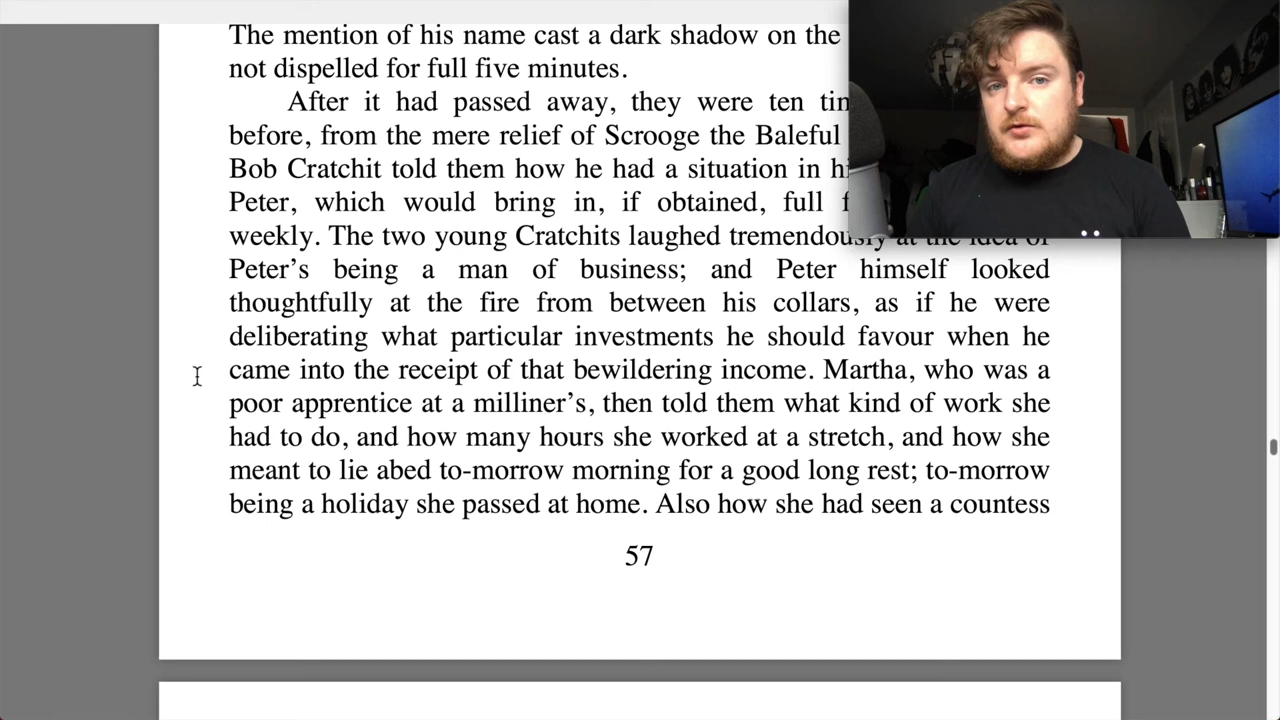 The mention of his name cast a dark shadow on the
not dispelled for full five minutes.
After it had passed away, they were ten
before, from the mere relief of Scrooge the Baleful
Bob Cratchit told them how he had a situation in
Peter, which would bring in, if obtained, full
weekly. The two young Cratchits laughed tremendously at the idea of
Peter’s being a man of business; and Peter himself looked
thoughtfully at the fire from between his collars, as if he were
deliberating what particular investments he should favour when he
came into the receipt of that bewildering income. Martha, who was a
poor apprentice at a milliner’s, then told them what kind of work she
had to do, and how many hours she worked at a stretch, and how she
meant to lie abed to-morrow morning for a good long rest; to-morrow
being a holiday she passed at home. Also how she had seen a countess
57